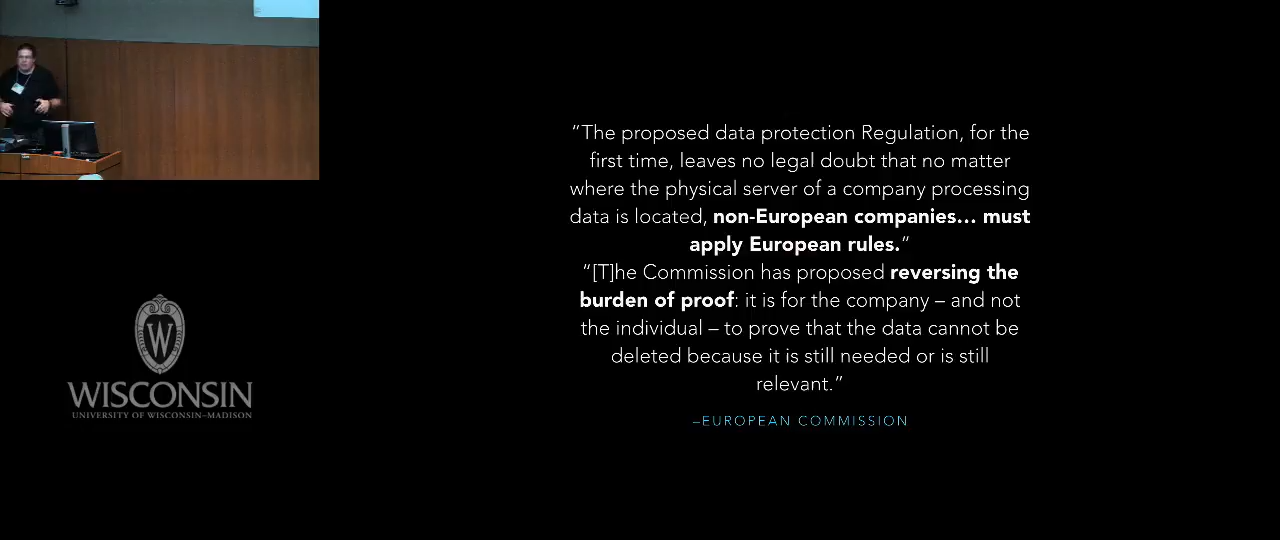 “The proposed data protection Regulation, for the
first time, leaves no legal doubt that no matter
where the physical server of a company processing
data is located, non-European companies… must
apply European rules.“
“[T]he Commission has proposed reversing the
burden of proof: it is for the company – and not
the individual – to prove that the data cannot be
deleted because it is still needed or is still
relevant.”
–EUROPEAN COMMISSION
W
WISCONSIN
UNIVERSITY OF WISCONSIN–MADISON